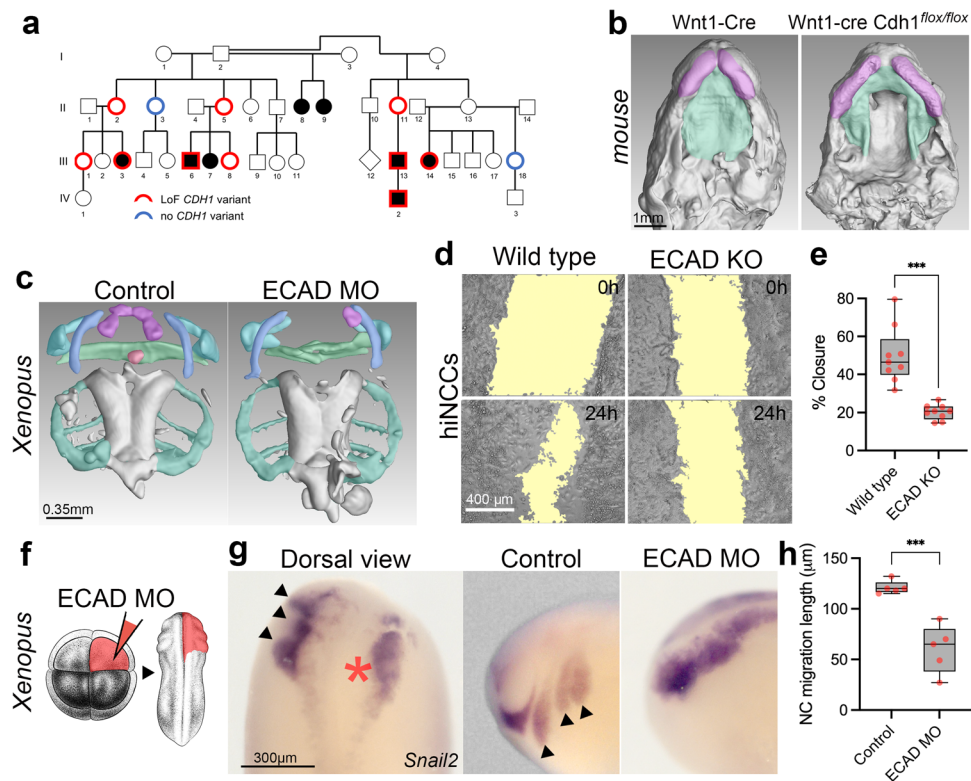 a
I
1
2
3
4
II
1
2
3
4
5
6
7
8
9
10
11
12
13
14
III
1
2
3
4
5
6
7
8
9
10
11
12
13
14
15
16
17
18
IV
1
2
3
LoF CDH1 variant
no CDH1 variant
b
Wnt1-Cre
Wnt1-cre Cdh1flox/flox
mouse
1mm
c
Control
ECAD MO
Xenopus
0.35mm
d
Wild type
ECAD KO
hiNCCs
0h
0h
24h
24h
400 µm
e
***
% Closure
80
60
40
20
0
Wild type
ECAD KO
f
Xenopus
ECAD MO
g
Dorsal view
Control
ECAD MO
*
300µm
Snail2
h
***
NC migration length (µm)
150
100
50
0
Control
ECAD MO